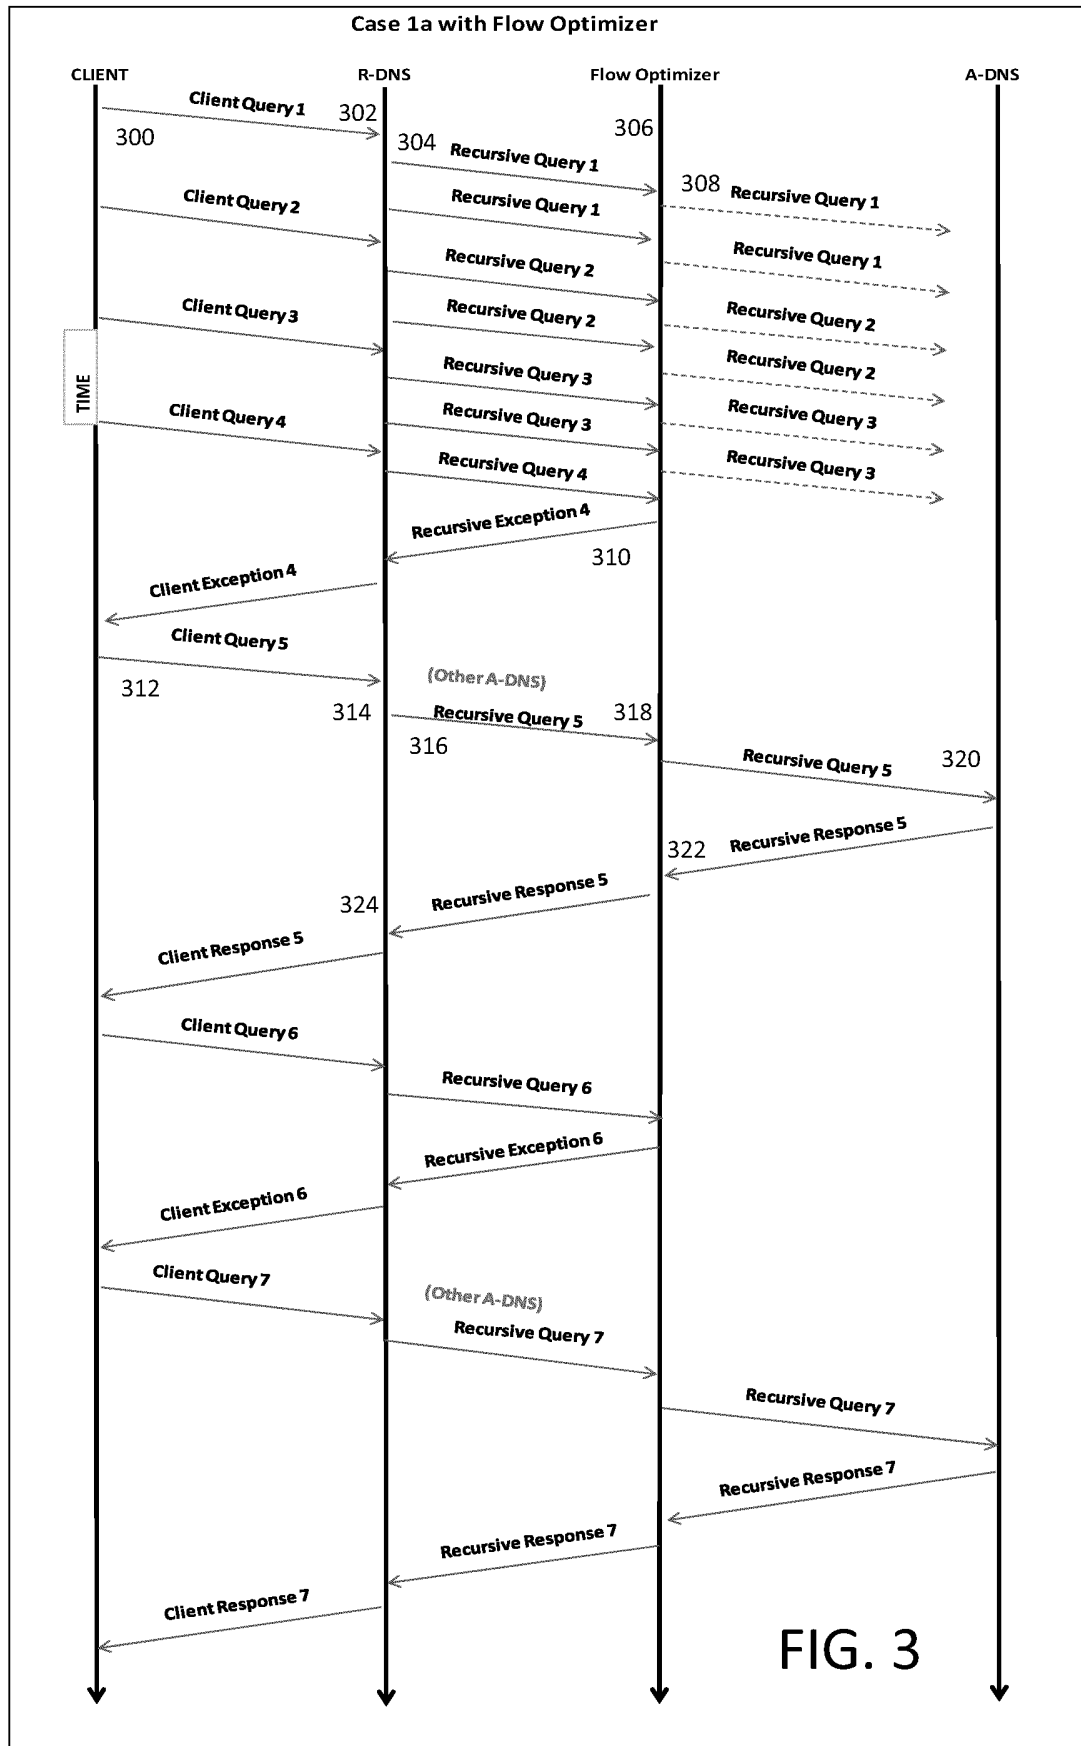 Case 1a with Flow Optimizer
CLIENT
R-DNS
Flow Optimizer
A-DNS
Client Query 1
302
300
306
304
Recursive Query 1
308
Recursive Query 1
Client Query 2
Recursive Query 1
Recursive Query 1
Recursive Query 2
Client Query 3
Recursive Query 2
Recursive Query 2
TIME
Recursive Query 3
Recursive Query 2
Client Query 4
Recursive Query 3
Recursive Query 3
Recursive Query 4
Recursive Query 3
Recursive Exception 4
310
Client Exception 4
Client Query 5
312
(Other A-DNS)
314
Recursive Query 5
318
316
Recursive Query 5
320
Recursive Response 5
322
324
Recursive Response 5
Client Response 5
Client Query 6
Recursive Query 6
Recursive Exception 6
Client Exception 6
Client Query 7
(Other A-DNS)
Recursive Query 7
Recursive Query 7
Recursive Response 7
Recursive Response 7
Client Response 7
FIG. 3